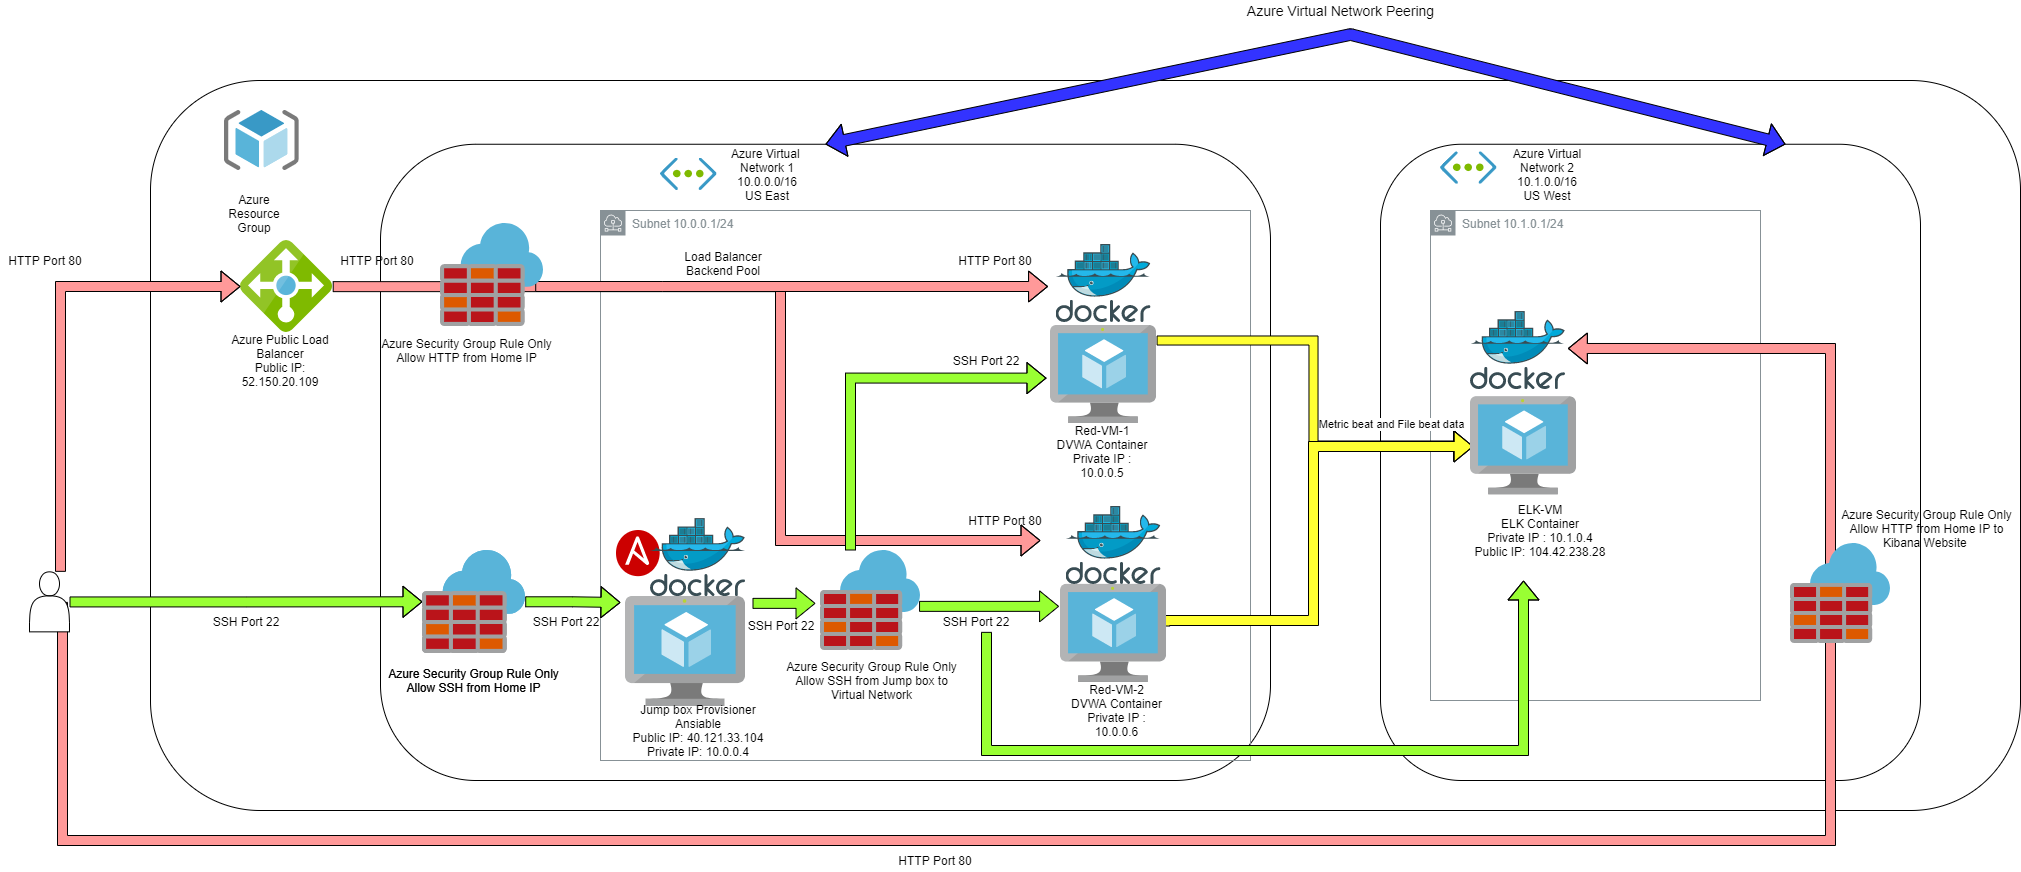 Azure Virtual Network Peering
Azure
Resource
Group
Azure Virtual
Network 1
10.0.0.0/16
US East
Azure Virtual
Network 2
10.1.0.0/16
US West
Subnet 10.0.0.1/24
Subnet 10.1.0.1/24
HTTP Port 80
HTTP Port 80
Load Balancer
Backend Pool
HTTP Port 80
docker
Azure Public Load
Balancer
Public IP:
52.150.20.109
Azure Security Group Rule Only
Allow HTTP from Home IP
SSH Port 22
Red-VM-1
DVWA Container
Private IP :
10.0.0.5
Metric beat and File beat data
docker
ELK-VM
ELK Container
Private IP : 10.1.0.4
Public IP: 104.42.238.28
Azure Security Group Rule Only
Allow HTTP from Home IP to
Kibana Website
HTTP Port 80
docker
docker
SSH Port 22
SSH Port 22
SSH Port 22
SSH Port 22
Azure Security Group Rule Only
Allow SSH from Home IP
Jump box Provisioner
Ansiable
Public IP: 40.121.33.104
Private IP: 10.0.0.4
Azure Security Group Rule Only
Allow SSH from Jump box to
Virtual Network
Red-VM-2
DVWA Container
Private IP :
10.0.0.6
HTTP Port 80